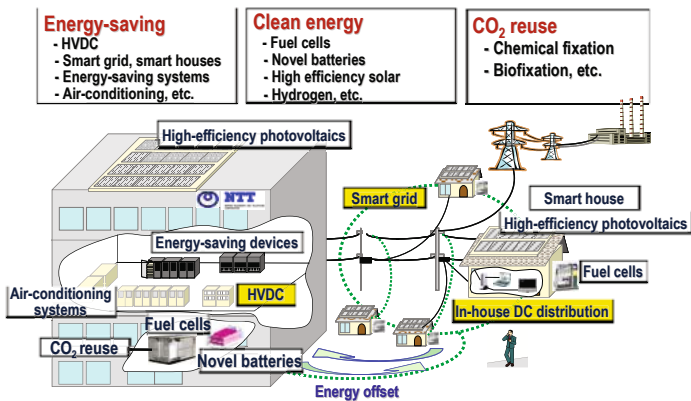 Energy-saving
- HVDC
- Smart grid, smart houses
- Energy-saving systems
- Air-conditioning, etc.
Clean energy
- Fuel cells
- Novel batteries
- High efficiency solar
- Hydrogen, etc.
CO2 reuse
- Chemical fixation
- Biofixation, etc.
High-efficiency photovoltaics
NTT
Smart grid
Smart house
High-efficiency photovoltaics
Energy-saving devices
Fuel cells
HVDC
Air-conditioning
systems
In-house DC distribution
Fuel cells
CO2 reuse
Novel batteries
Energy offset